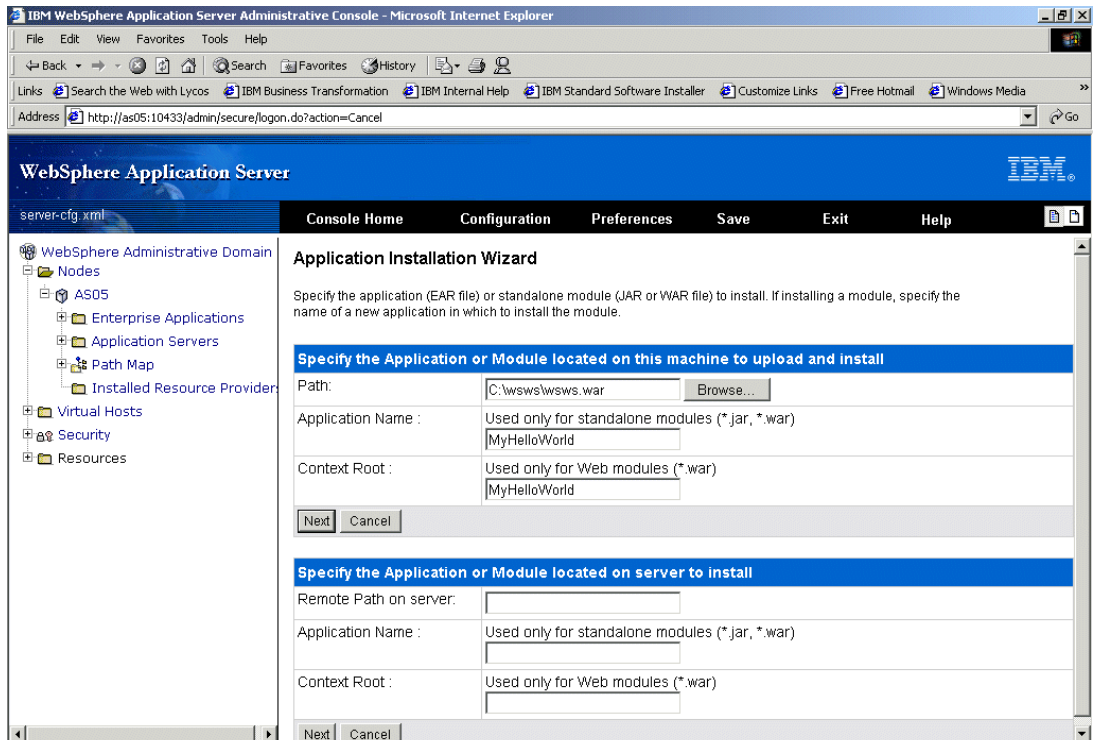 IBM WebSphere Application Server Administrative Console - Microsoft Internet Explorer
File Edit View Favorites Tools Help
Back Search Favorites History
Links Search the Web with Lycos IBM Business Transformation IBM Internal Help IBM Standard Software Installer Customize Links Free Hotmail Windows Media »
Address http://as05:10433/admin/secure/logon.do?action=Cancel Go
WebSphere Application Server IBM®
server-cfg.xml Console Home Configuration Preferences Save Exit Help
WebSphere Administrative Domain
Nodes
AS05
Enterprise Applications
Application Servers
Path Map
Installed Resource Providers
Virtual Hosts
Security
Resources
Application Installation Wizard
Specify the application (EAR file) or standalone module (JAR or WAR file) to install. If installing a module, specify the
name of a new application in which to install the module.
Specify the Application or Module located on this machine to upload and install
Path: C:\wsws\wsws.war Browse...
Application Name : Used only for standalone modules (*.jar, *.war)
MyHelloWorld
Context Root : Used only for Web modules (*.war)
MyHelloWorld
Next Cancel
Specify the Application or Module located on server to install
Remote Path on server:
Application Name : Used only for standalone modules (*.jar, *.war)
Context Root : Used only for Web modules (*.war)
Next Cancel